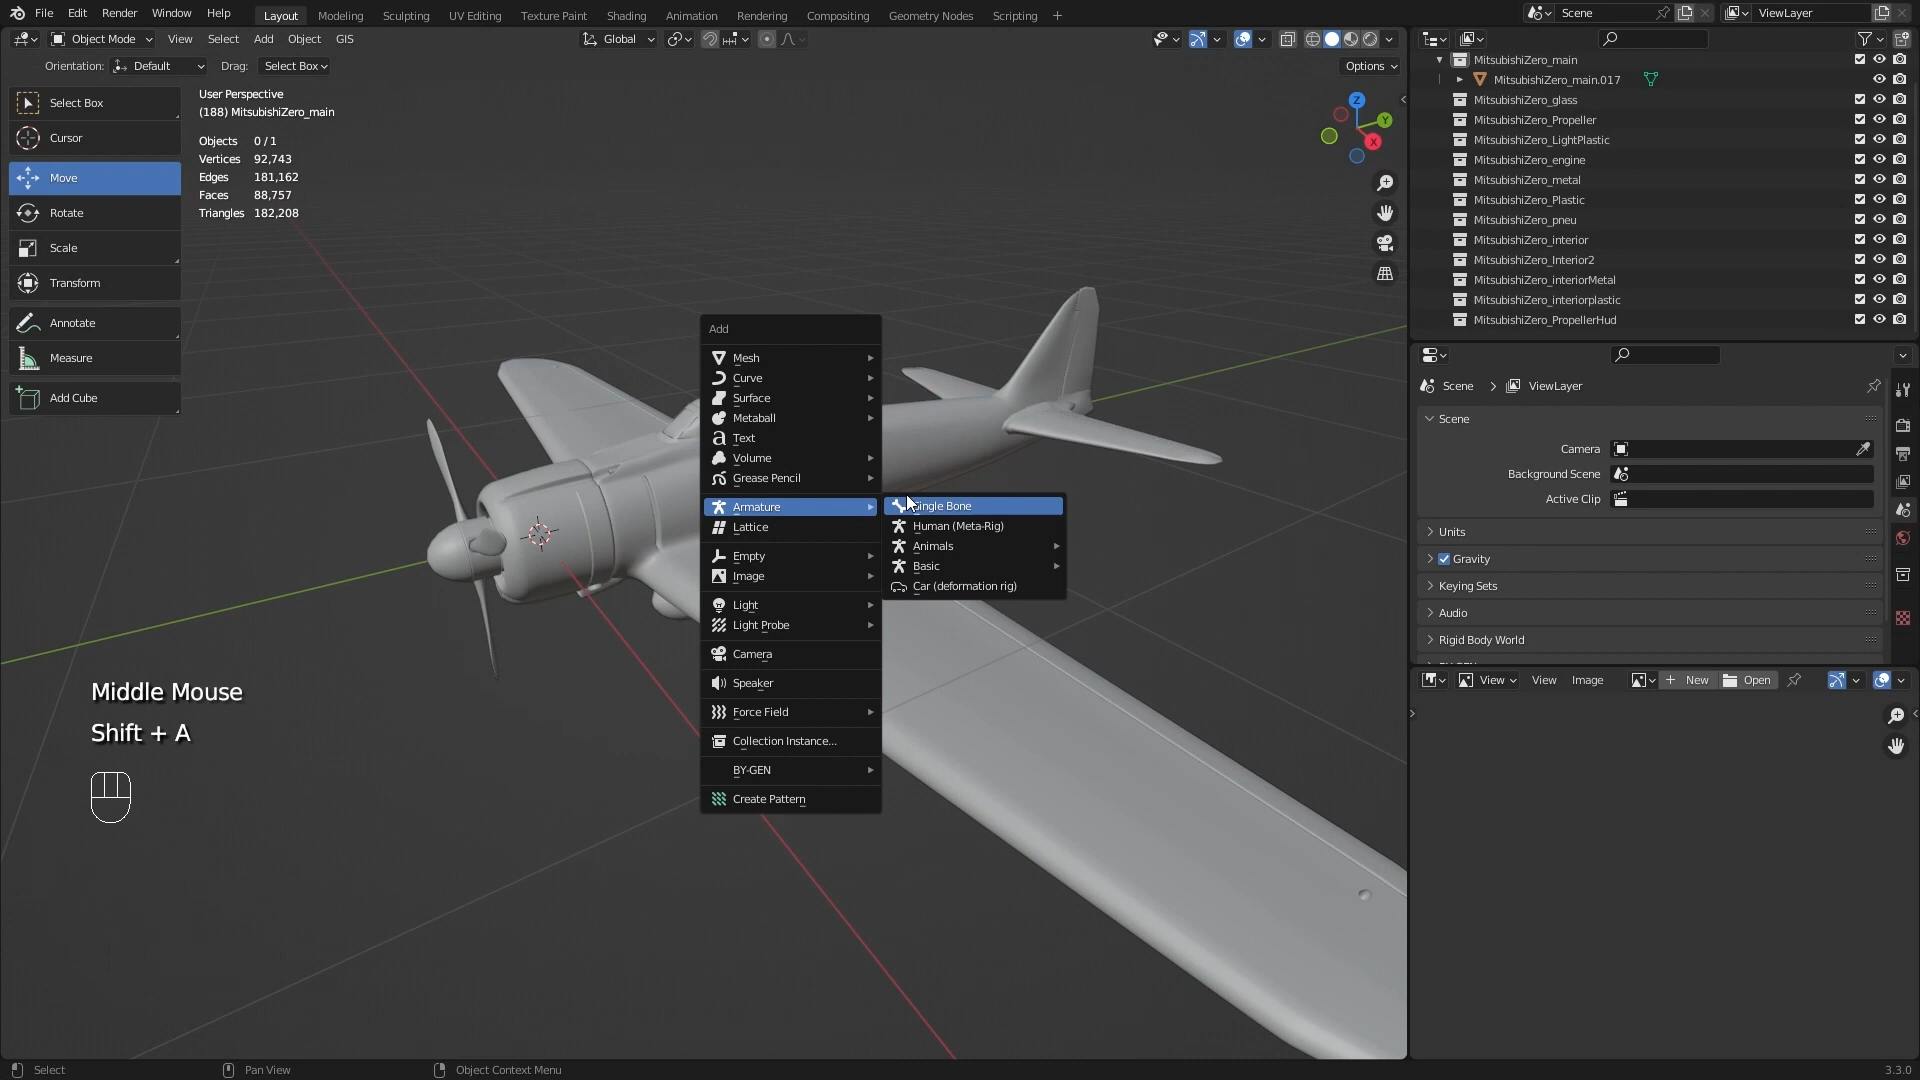 File Edit Render Window Help Layout Modeling Sculpting UV Editing Texture Paint Shading Animation Rendering Compositing Geometry Nodes Scripting Scene ViewLayer
Object Mode View Select Add Object GIS Global
Orientation: Default Drag: Select Box Options
Select Box
Cursor
Move
Rotate
Scale
Transform
Annotate
Measure
Add Cube
User Perspective
(188) MitsubishiZero_main
Objects 0 / 1
Vertices 92,743
Edges 181,162
Faces 88,757
Triangles 182,208
Z
Y
X
Add
Mesh
Curve
Surface
Metaball
Text
Volume
Grease Pencil
Armature
Lattice
Empty
Image
Light
Light Probe
Camera
Speaker
Force Field
Collection Instance...
BY-GEN
Create Pattern
Single Bone
Human (Meta-Rig)
Animals
Basic
Car (deformation rig)
Middle Mouse
Shift + A
MitsubishiZero_main
MitsubishiZero_main.017
MitsubishiZero_glass
MitsubishiZero_Propeller
MitsubishiZero_LightPlastic
MitsubishiZero_engine
MitsubishiZero_metal
MitsubishiZero_Plastic
MitsubishiZero_pneu
MitsubishiZero_interior
MitsubishiZero_Interior2
MitsubishiZero_interiorMetal
MitsubishiZero_interiorplastic
MitsubishiZero_PropellerHud
Scene ViewLayer
Scene
Camera
Background Scene
Active Clip
Units
Gravity
Keying Sets
Audio
Rigid Body World
View View Image New Open
Select Pan View Object Context Menu 3.3.0